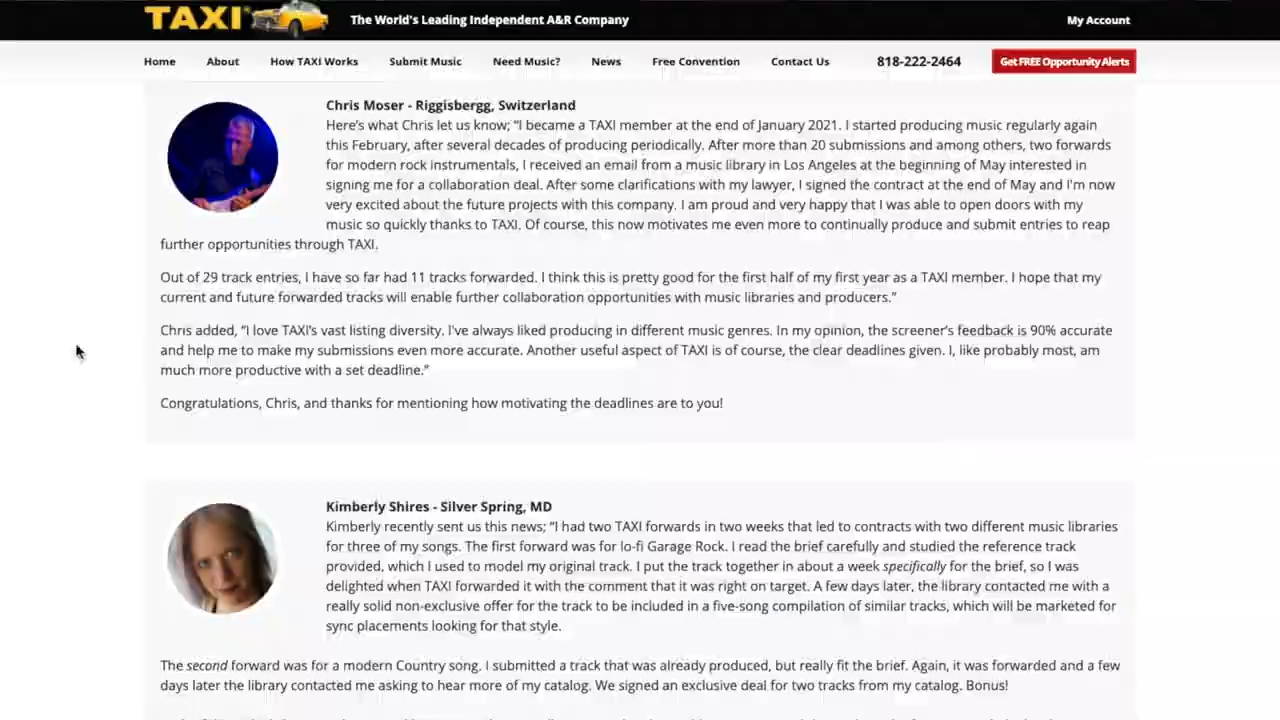 TAXI
The World's Leading Independent A&R Company
My Account
Home About How TAXI Works Submit Music Need Music? News Free Convention Contact Us 818-222-2464 Get FREE Opportunity Alerts
Chris Moser - Riggisbergg, Switzerland
Here's what Chris let us know; “I became a TAXI member at the end of January 2021. I started producing music regularly again
this February, after several decades of producing periodically. After more than 20 submissions and among others, two forwards
for modern rock instrumentals, I received an email from a music library in Los Angeles at the beginning of May interested in
signing me for a collaboration deal. After some clarifications with my lawyer, I signed the contract at the end of May and I'm now
very excited about the future projects with this company. I am proud and very happy that I was able to open doors with my
music so quickly thanks to TAXI. Of course, this now motivates me even more to continually produce and submit entries to reap
further opportunities through TAXI.
Out of 29 track entries, I have so far had 11 tracks forwarded. I think this is pretty good for the first half of my first year as a TAXI member. I hope that my
current and future forwarded tracks will enable further collaboration opportunities with music libraries and producers.”
Chris added, “I love TAXI's vast listing diversity. I've always liked producing in different music genres. In my opinion, the screener's feedback is 90% accurate
and help me to make my submissions even more accurate. Another useful aspect of TAXI is of course, the clear deadlines given. I, like probably most, am
much more productive with a set deadline.”
Congratulations, Chris, and thanks for mentioning how motivating the deadlines are to you!
Kimberly Shires - Silver Spring, MD
Kimberly recently sent us this news; “I had two TAXI forwards in two weeks that led to contracts with two different music libraries
for three of my songs. The first forward was for lo-fi Garage Rock. I read the brief carefully and studied the reference track
provided, which I used to model my original track. I put the track together in about a week specifically for the brief, so I was
delighted when TAXI forwarded it with the comment that it was right on target. A few days later, the library contacted me with a
really solid non-exclusive offer for the track to be included in a five-song compilation of similar tracks, which will be marketed for
sync placements looking for that style.
The second forward was for a modern Country song. I submitted a track that was already produced, but really fit the brief. Again, it was forwarded and a few
days later the library contacted me asking to hear more of my catalog. We signed an exclusive deal for two tracks from my catalog. Bonus!